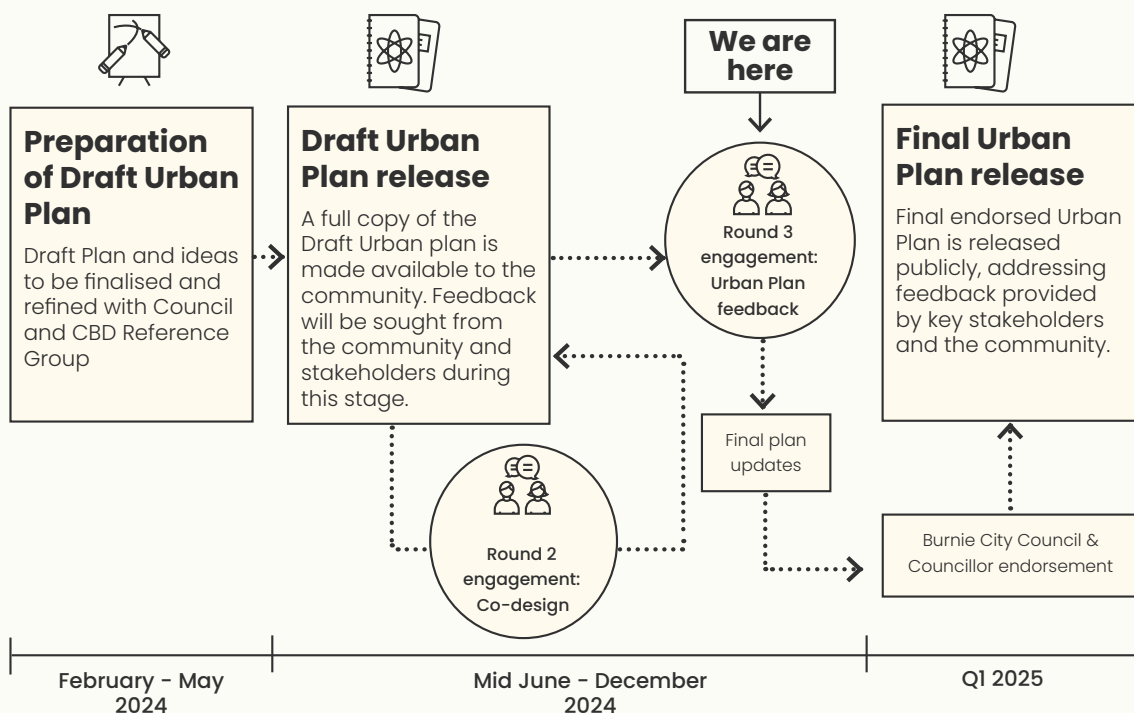 Preparation
of Draft Urban
Plan
Draft Plan and ideas
to be finalised and
refined with Council
and CBD Reference
Group
Draft Urban
Plan release
A full copy of the
Draft Urban plan is
made available to the
community. Feedback
will be sought from
the community and
stakeholders during
this stage.
Round 2
engagement:
Co-design
We are
here
Round 3
engagement:
Urban Plan
feedback
Final plan
updates
Final Urban
Plan release
Final endorsed Urban
Plan is released
publicly, addressing
feedback provided
by key stakeholders
and the community.
Burnie City Council &
Councillor endorsement
February - May
2024
Mid June - December
2024
Q1 2025